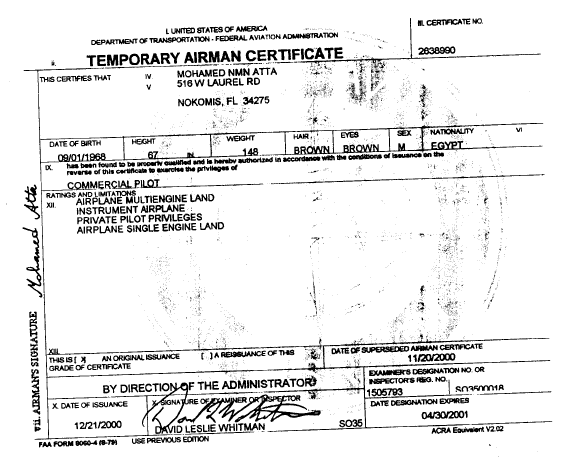 I. UNITED STATES OF AMERICA
DEPARTMENT OF TRANSPORTATION - FEDERAL AVIATION ADMINISTRATION
III. CERTIFICATE NO.
II. TEMPORARY AIRMAN CERTIFICATE
2638990
THIS CERTIFIES THAT IV. MOHAMED NMN ATTA
V 516 W LAUREL RD
NOKOMIS, FL 34275
DATE OF BIRTH HEIGHT WEIGHT HAIR EYES SEX NATIONALITY VI
09/01/1968 67 IN. 148 BROWN BROWN M EGYPT
IX. has been found to be properly qualified and is hereby authorized in accordance with the conditions of issuance on the
reverse of this certificate to exercise the privileges of
COMMERCIAL PILOT
RATINGS AND LIMITATIONS
XII. AIRPLANE MULTIENGINE LAND
INSTRUMENT AIRPLANE
PRIVATE PILOT PRIVILEGES
AIRPLANE SINGLE ENGINE LAND
VII. AIRMAN'S SIGNATURE Mohamed Atta
XIII.
THIS IS [ X AN ORIGINAL ISSUANCE [ ] A REISSUANCE OF THIS
GRADE OF CERTIFICATE
DATE OF SUPERSEDED AIRMAN CERTIFICATE
11/20/2000
BY DIRECTION OF THE ADMINISTRATOR
EXAMINER'S DESIGNATION NO. OR
INSPECTOR'S REG. NO.
1505793 SO3500018
X. DATE OF ISSUANCE X. SIGNATURE OF EXAMINER OR INSPECTOR
DATE DESIGNATION EXPIRES
12/21/2000 DAVID LESLIE WHITMAN SO35 04/30/2001
FAA FORM 8060-4 (8-79) USE PREVIOUS EDITION ACRA Equivalent V2.02